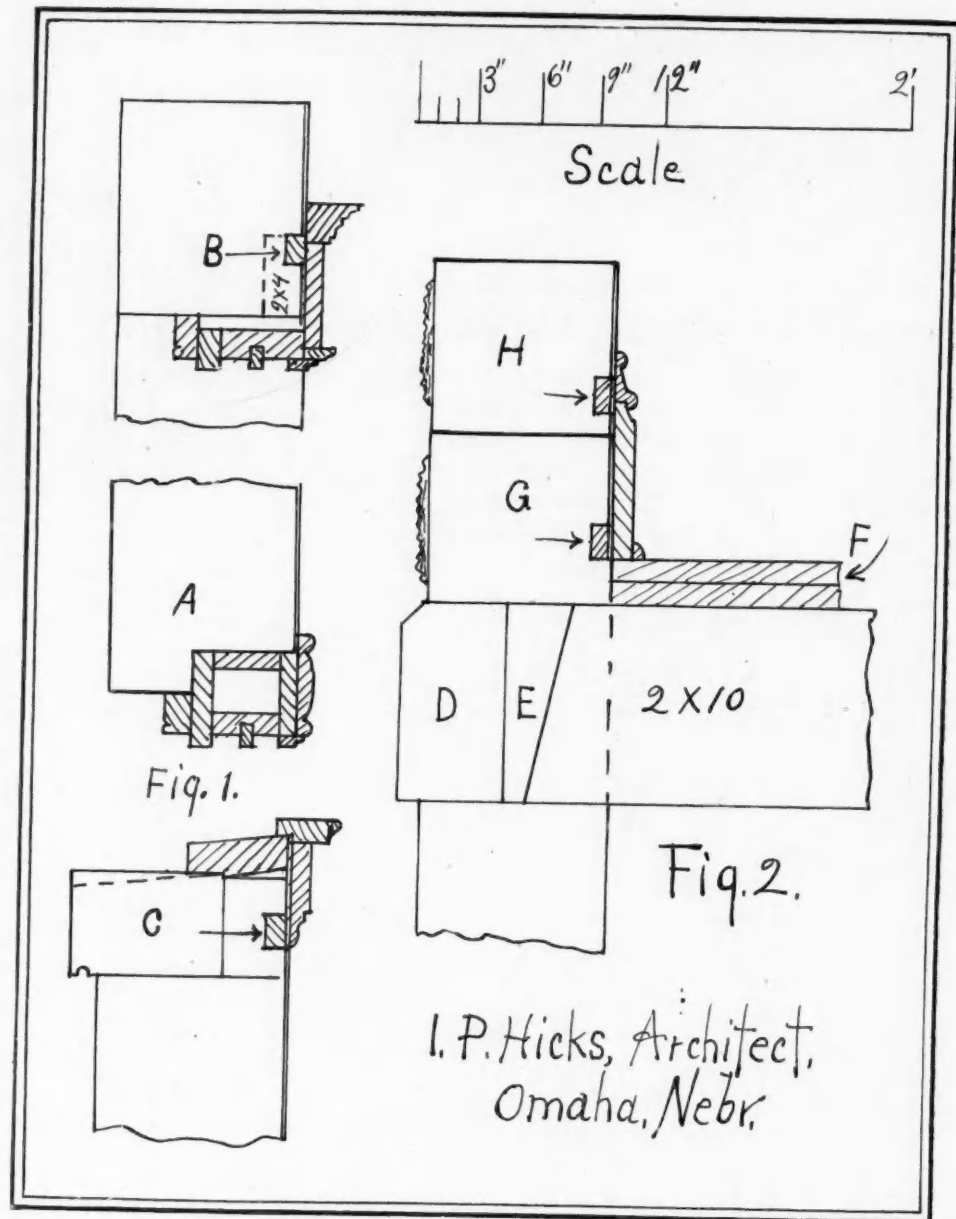 3" 6" 9" 12" 2'
Scale
B
2X4
A
Fig. 1.
C
H
G
F
D E 2X10
Fig. 2.
I. P. Hicks, Architect,
Omaha, Nebr.